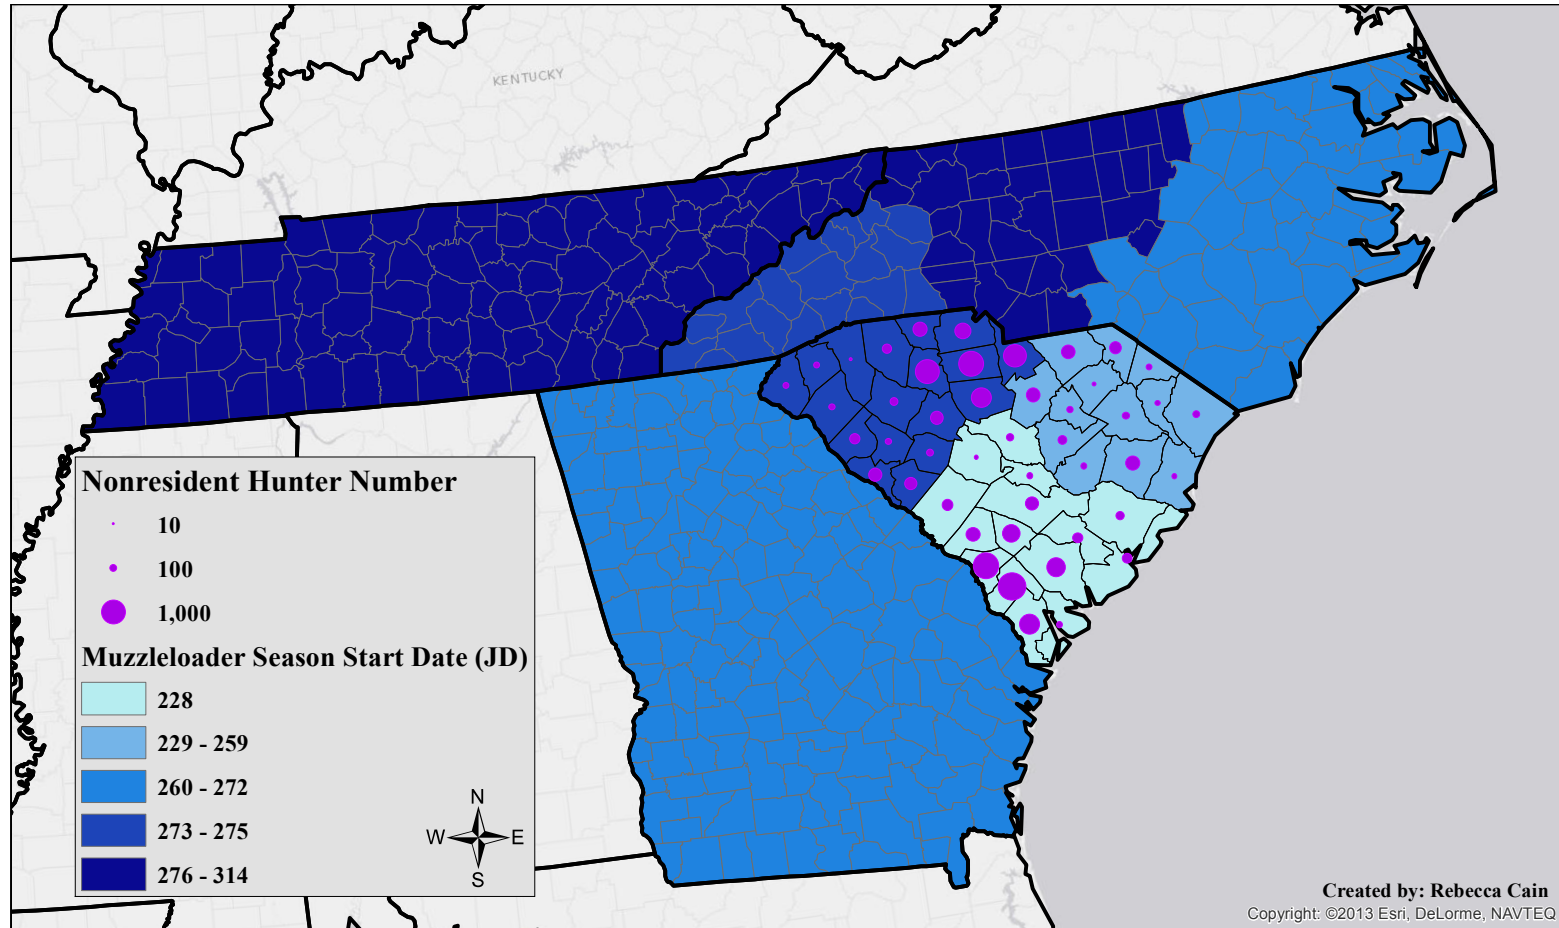 KENTUCKY
Nonresident Hunter Number
10
100
1,000
Muzzleloader Season Start Date (JD)
228
229 - 259
260 - 272
273 - 275
276 - 314
N
W E
S
Created by: Rebecca Cain
Copyright: ©2013 Esri, DeLorme, NAVTEQ